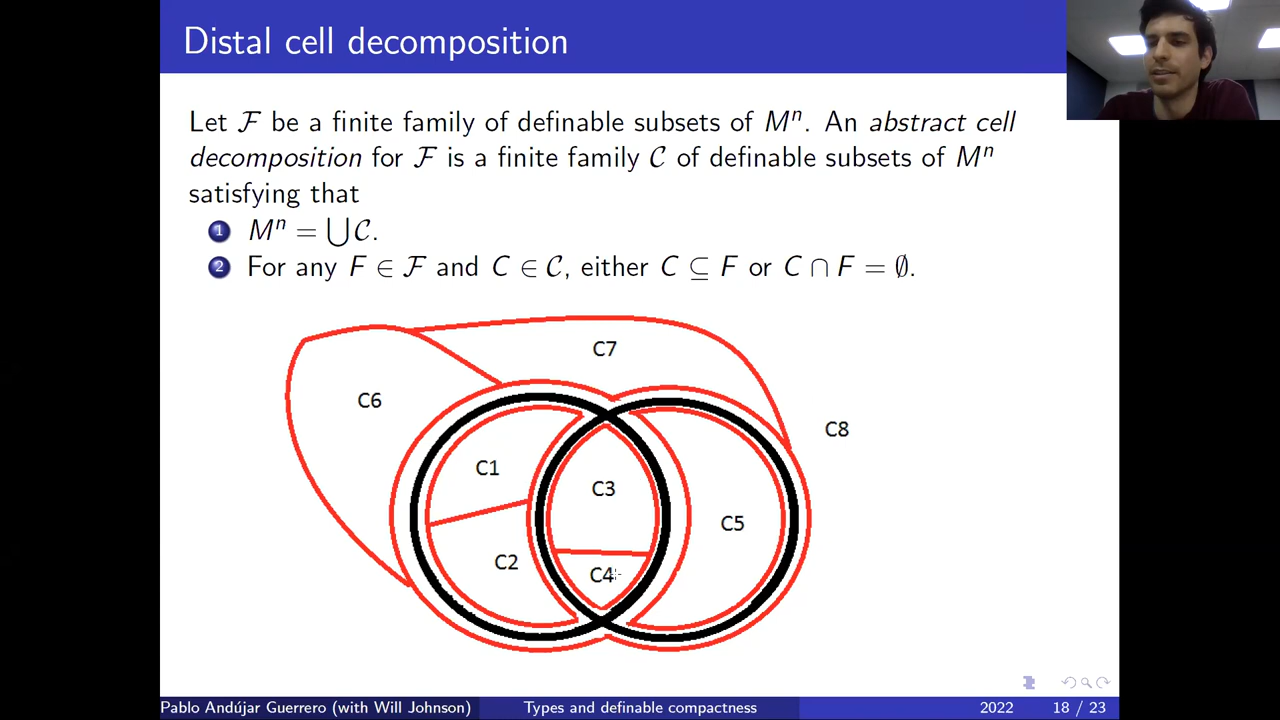 Distal cell decomposition
Let ℱ be a finite family of definable subsets of Mⁿ. An abstract cell
decomposition for ℱ is a finite family 𝒞 of definable subsets of Mⁿ
satisfying that
1 Mⁿ = ⋃ 𝒞.
2 For any F ∈ ℱ and C ∈ 𝒞, either C ⊆ F or C ∩ F = ∅.
C7
C6
C8
C1
C3
C5
C2
C4
Pablo Andújar Guerrero (with Will Johnson) Types and definable compactness 2022 18 / 23